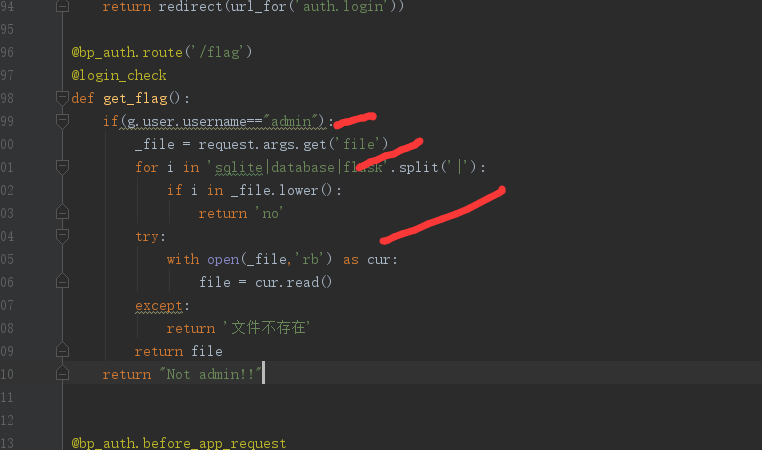 94 return redirect(url_for('auth.login'))
95
96 @bp_auth.route('/flag')
97 @login_check
98 def get_flag():
99 if(g.user.username=="admin"):
00 _file = request.args.get('file')
01 for i in 'sqlite|database|flask'.split('|'):
02 if i in _file.lower():
03 return 'no'
04 try:
05 with open(_file,'rb') as cur:
06 file = cur.read()
07 except:
08 return '文件不存在'
09 return file
10 return "Not admin!!"
11
12
13 @bp_auth.before_app_request